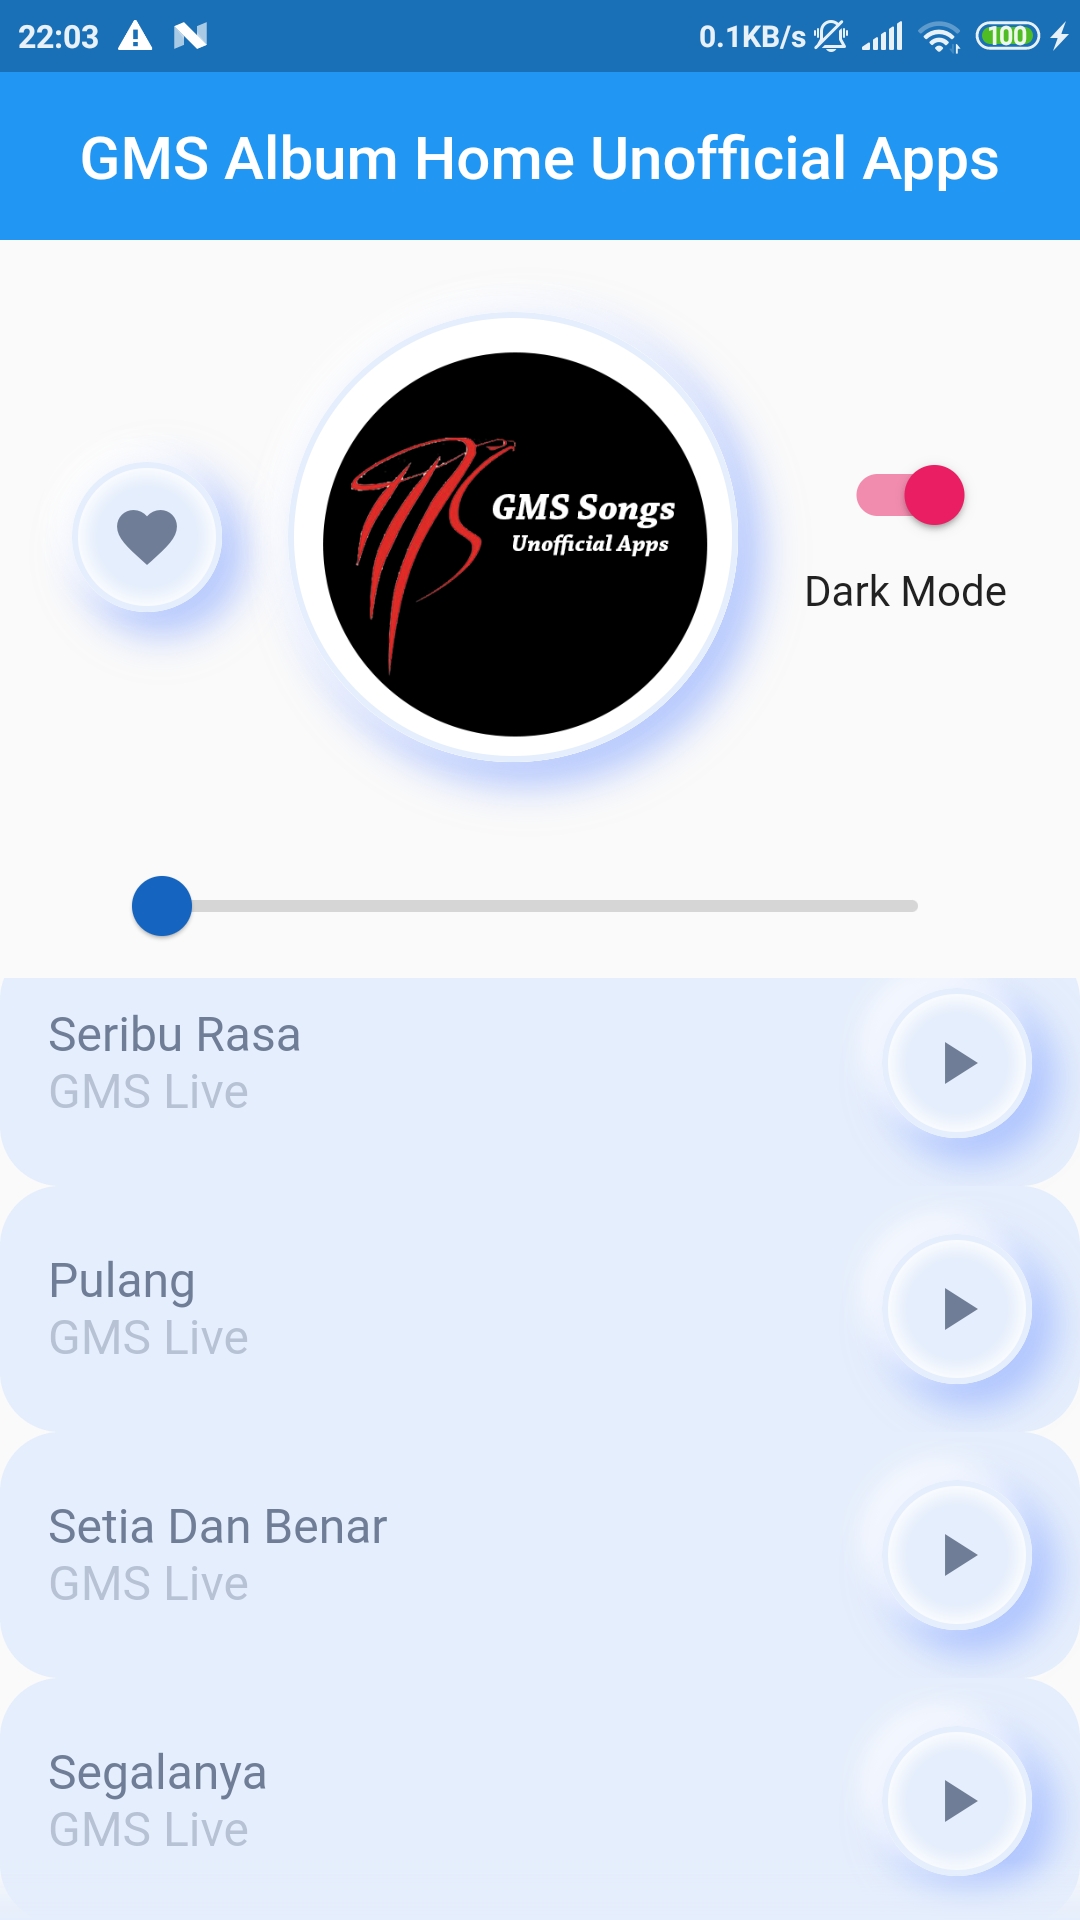 22:03 0.1KB/s 100
GMS Album Home Unofficial Apps
GMS Songs
Unofficial Apps
Dark Mode
Seribu Rasa
GMS Live
Pulang
GMS Live
Setia Dan Benar
GMS Live
Segalanya
GMS Live